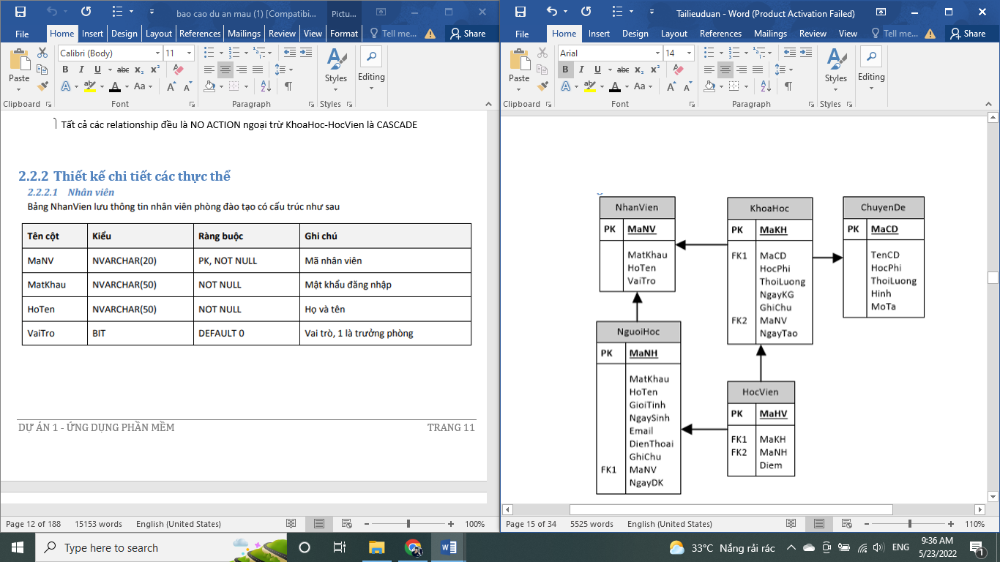 bao cao du an mau (1) [Compatibi...
Pictu...
File
Home
Insert
Design
Layout
References
Mailings
Review
View
Format
Tell me...
Share
Calibri (Body)
11
Paste
B I U abc x₂ x²
Aa
Styles
Editing
Clipboard
Font
Paragraph
Styles
Tất cả các relationship đều là NO ACTION ngoại trừ KhoaHoc-HocVien là CASCADE
2.2.2 Thiết kế chi tiết các thực thể
2.2.2.1 Nhân viên
Bảng NhanVien lưu thông tin nhân viên phòng đào tạo có cấu trúc như sau
Tên cột Kiểu Ràng buộc Ghi chú
MaNV NVARCHAR(20) PK, NOT NULL Mã nhân viên
MatKhau NVARCHAR(50) NOT NULL Mật khẩu đăng nhập
HoTen NVARCHAR(50) NOT NULL Họ và tên
VaiTro BIT DEFAULT 0 Vai trò, 1 là trưởng phòng
DỰ ÁN 1 - ỨNG DỤNG PHẦN MỀM TRANG 11
Page 12 of 188 15153 words English (United States) 100%
Tailieuduan - Word (Product Activation Failed)
File
Home
Insert
Design
Layout
References
Mailings
Review
View
Tell me...
Share
Arial
14
Paste
B I U abc x₂ x²
Aa
Styles
Editing
Clipboard
Font
Paragraph
Styles
NhanVien
PK MaNV
MatKhau
HoTen
VaiTro
KhoaHoc
PK MaKH
FK1 MaCD
HocPhi
ThoiLuong
NgayKG
GhiChu
FK2 MaNV
NgayTao
ChuyenDe
PK MaCD
TenCD
HocPhi
ThoiLuong
Hinh
MoTa
NguoiHoc
PK MaNH
MatKhau
HoTen
GioiTinh
NgaySinh
Email
DienThoai
GhiChu
FK1 MaNV
NgayDK
HocVien
PK MaHV
FK1 MaKH
FK2 MaNH
Diem
Page 15 of 34 5525 words English (United States) 110%
Type here to search
33°C Nắng rải rác
ENG
9:36 AM
5/23/2022
1